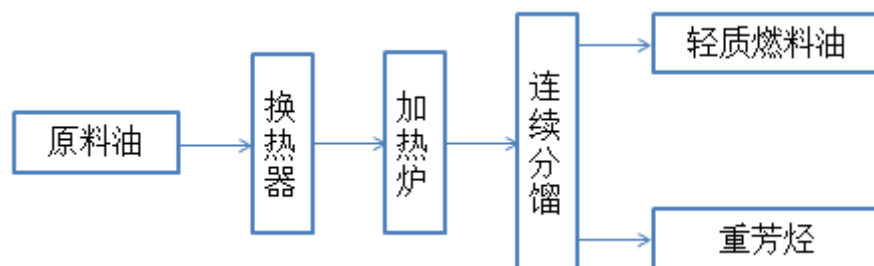 原料油
换热器
加热炉
连续分馏
轻质燃料油
重芳烃